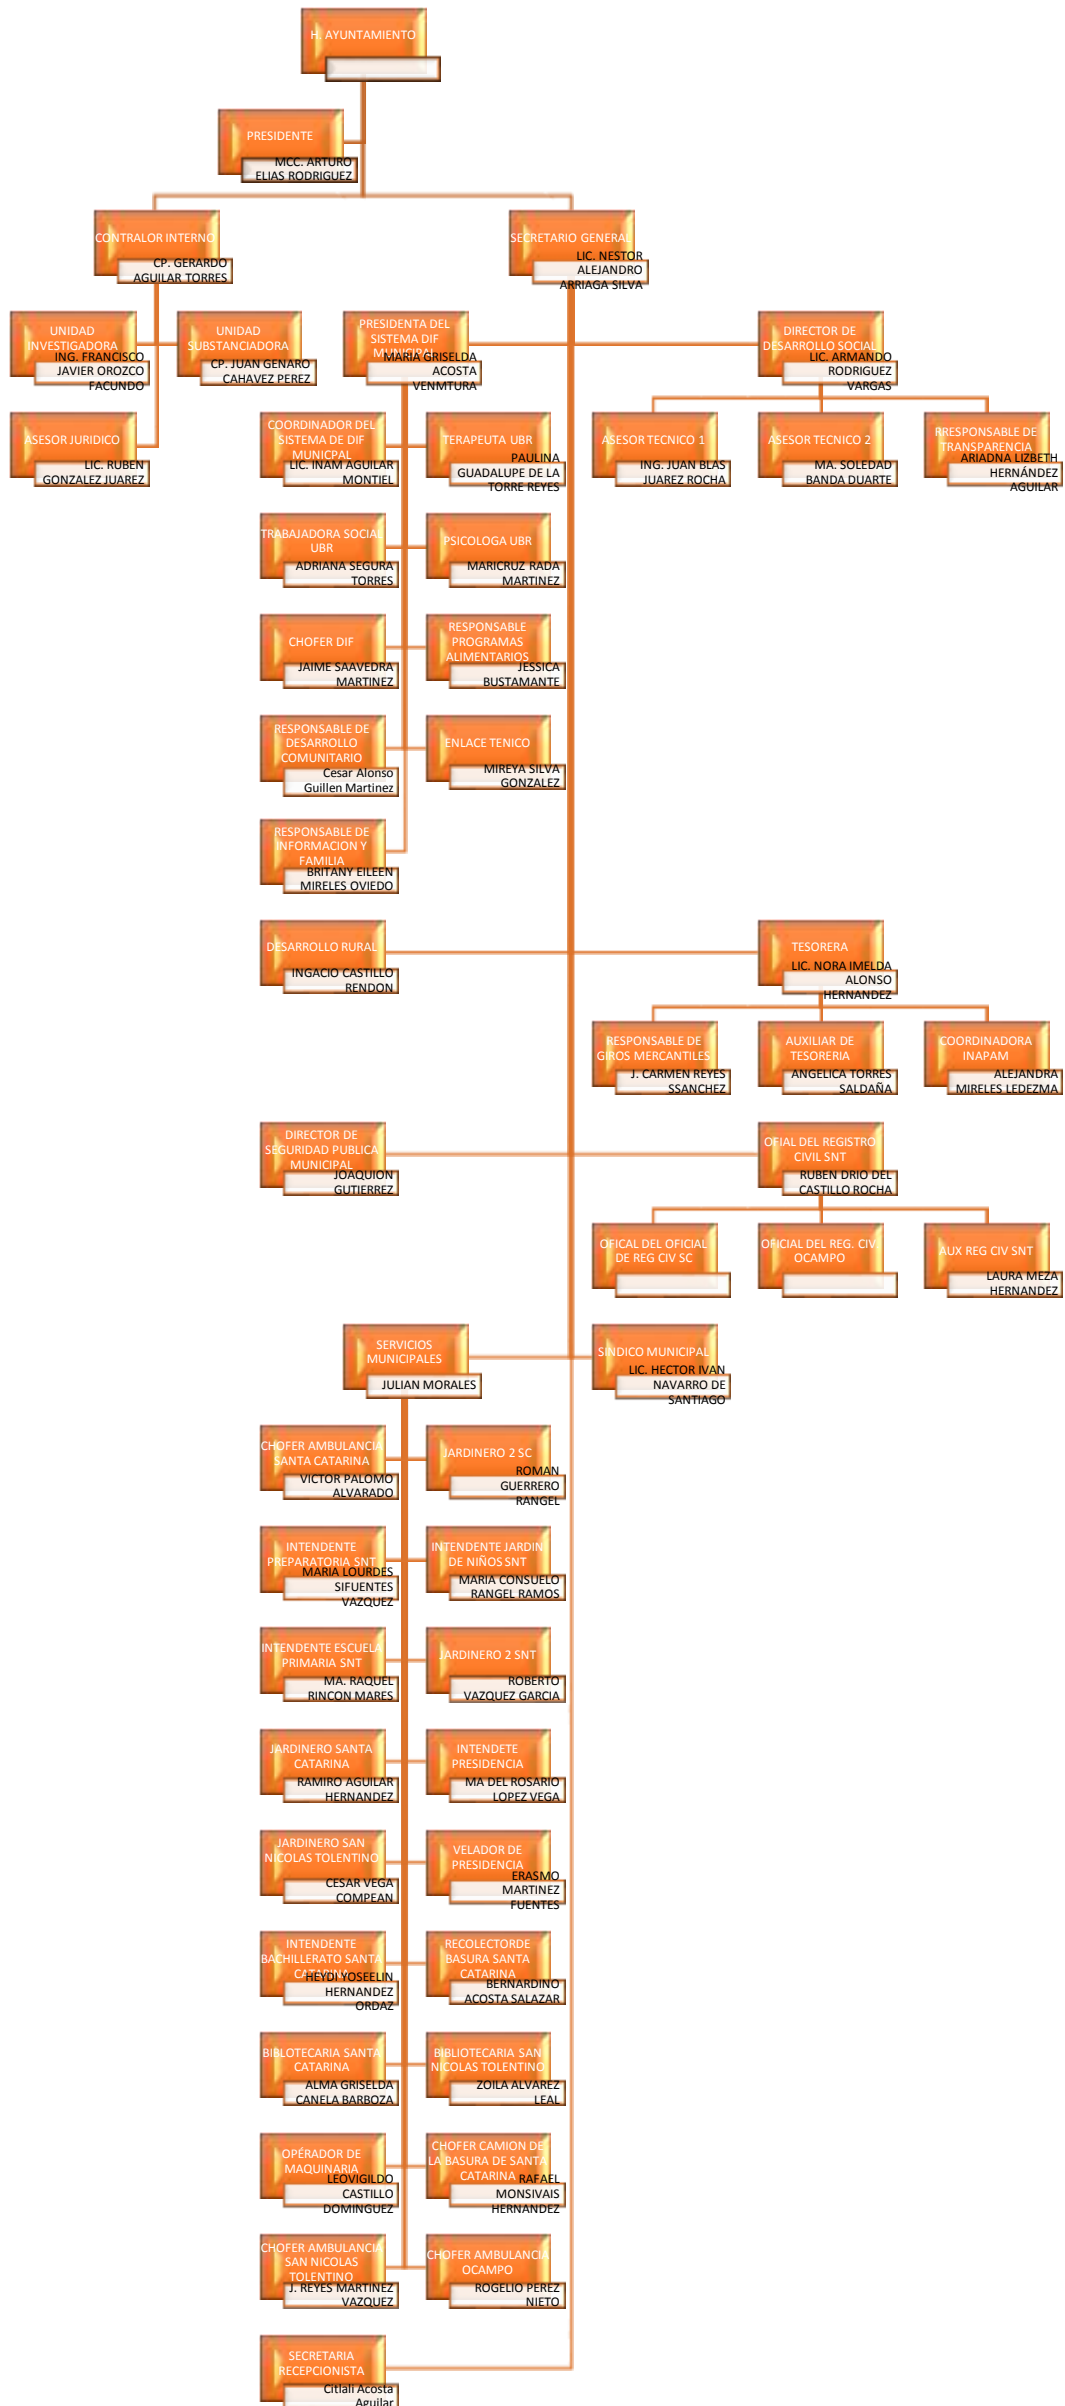 H. AYUNTAMIENTO
PRESIDENTE
MCC. ARTURO
ELIAS RODRIGUEZ
CONTRALOR INTERNO
CP. GERARDO
AGUILAR TORRES
SECRETARIO GENERAL
LIC. NESTOR
ALEJANDRO
ARRIAGA SILVA
UNIDAD
INVESTIGADORA
ING. FRANCISCO
JAVIER OROZCO
FACUNDO
UNIDAD
SUBSTANCIADORA
CP. JUAN GENARO
CAHAVEZ PEREZ
PRESIDENTA DEL
SISTEMA DIF
MUNICIPAL
MARIA GRISELDA
ACOSTA
VENMTURA
DIRECTOR DE
DESARROLLO SOCIAL
LIC. ARMANDO
RODRIGUEZ
VARGAS
ASESOR JURIDICO
LIC. RUBEN
GONZALEZ JUAREZ
COORDINADOR DEL
SISTEMA DE DIF
MUNICPAL
LIC. INAM AGUILAR
MONTIEL
TERAPEUTA UBR
PAULINA
GUADALUPE DE LA
TORRE REYES
ASESOR TECNICO 1
ING. JUAN BLAS
JUAREZ ROCHA
ASESOR TECNICO 2
MA. SOLEDAD
BANDA DUARTE
RRESPONSABLE DE
TRANSPARENCIA
ARIADNA LIZBETH
HERNÁNDEZ
AGUILAR
TRABAJADORA SOCIAL
UBR
ADRIANA SEGURA
TORRES
PSICOLOGA UBR
MARICRUZ RADA
MARTINEZ
CHOFER DIF
JAIME SAAVEDRA
MARTINEZ
RESPONSABLE
PROGRAMAS
ALIMENTARIOS
JESSICA
BUSTAMANTE
RESPONSABLE DE
DESARROLLO
COMUNITARIO
Cesar Alonso
Guillen Martinez
ENLACE TENICO
MIREYA SILVA
GONZALEZ
RESPONSABLE DE
INFORMACION Y
FAMILIA
BRITANY EILEEN
MIRELES OVIEDO
DESARROLLO RURAL
INGACIO CASTILLO
RENDON
TESORERA
LIC. NORA IMELDA
ALONSO
HERNANDEZ
RESPONSABLE DE
GIROS MERCANTILES
J. CARMEN REYES
SSANCHEZ
AUXILIAR DE
TESORERIA
ANGELICA TORRES
SALDAÑA
COORDINADORA
INAPAM
ALEJANDRA
MIRELES LEDEZMA
DIRECTOR DE
SEGURIDAD PUBLICA
MUNICIPAL
JOAQUION
GUTIERREZ
OFIAL DEL REGISTRO
CIVIL SNT
RUBEN DRIO DEL
CASTILLO ROCHA
OFICAL DEL OFICIAL
DE REG CIV SC
OFICIAL DEL REG. CIV
OCAMPO
AUX REG CIV SNT
LAURA MEZA
HERNANDEZ
SERVICIOS
MUNICIPALES
JULIAN MORALES
SINDICO MUNICIPAL
LIC. HECTOR IVAN
NAVARRO DE
SANTIAGO
CHOFER AMBULANCIA
SANTA CATARINA
VICTOR PALOMO
ALVARADO
JARDINERO 2 SC
ROMAN
GUERRERO
RANGEL
INTENDENTE
PREPARATORIA SNT
MARIA LOURDES
SIFUENTES
VAZQUEZ
INTENDENTE JARDIN
DE NIÑOS SNT
MARIA CONSUELO
RANGEL RAMOS
INTENDENTE ESCUELA
PRIMARIA SNT
MA. RAQUEL
RINCON MARES
JARDINERO 2 SNT
ROBERTO
VAZQUEZ GARCIA
JARDINERO SANTA
CATARINA
RAMIRO AGUILAR
HERNANDEZ
INTENDETE
PRESIDENCIA
MA DEL ROSARIO
LOPEZ VEGA
JARDINERO SAN
NICOLAS TOLENTINO
CESAR VEGA
COMPEAN
VELADOR DE
PRESIDENCIA
ERASMO
MARTINEZ
FUENTES
INTENDENTE
BACHILLERATO SANTA
CATARINA
HEYDI YOSEELIN
HERNANDEZ
ORDAZ
RECOLECTORDE
BASURA SANTA
CATARINA
BERNARDINO
ACOSTA SALAZAR
BIBLOTECARIA SANTA
CATARINA
ALMA GRISELDA
CANELA BARBOZA
BIBLIOTECARIA SAN
NICOLAS TOLENTINO
ZOILA ALVAREZ
LEAL
OPÉRADOR DE
MAQUINARIA
LEOVIGILDO
CASTILLO
DOMINGUEZ
CHOFER CAMION DE
LA BASURA DE SANTA
CATARINA
RAFAEL
MONSIVAIS
HERNANDEZ
CHOFER AMBULANCIA
SAN NICOLAS
TOLENTINO
J. REYES MARTINEZ
VAZQUEZ
CHOFER AMBULANCIA
OCAMPO
ROGELIO PEREZ
NIETO
SECRETARIA
RECEPCIONISTA
Citlali Acosta
Aguilar